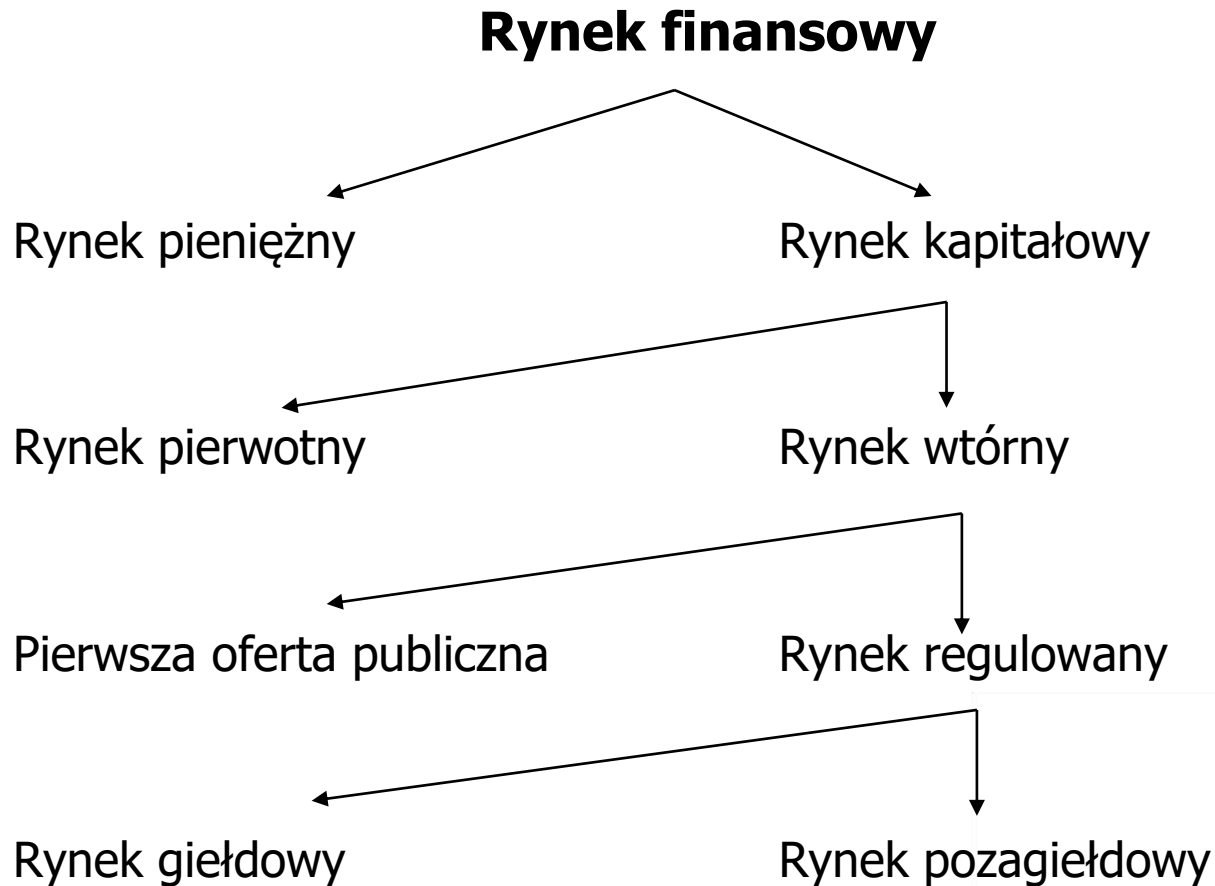 Rynek finansowy
Rynek pieniężny
Rynek kapitałowy
Rynek pierwotny
Rynek wtórny
Pierwsza oferta publiczna
Rynek regulowany
Rynek giełdowy
Rynek pozagiełdowy